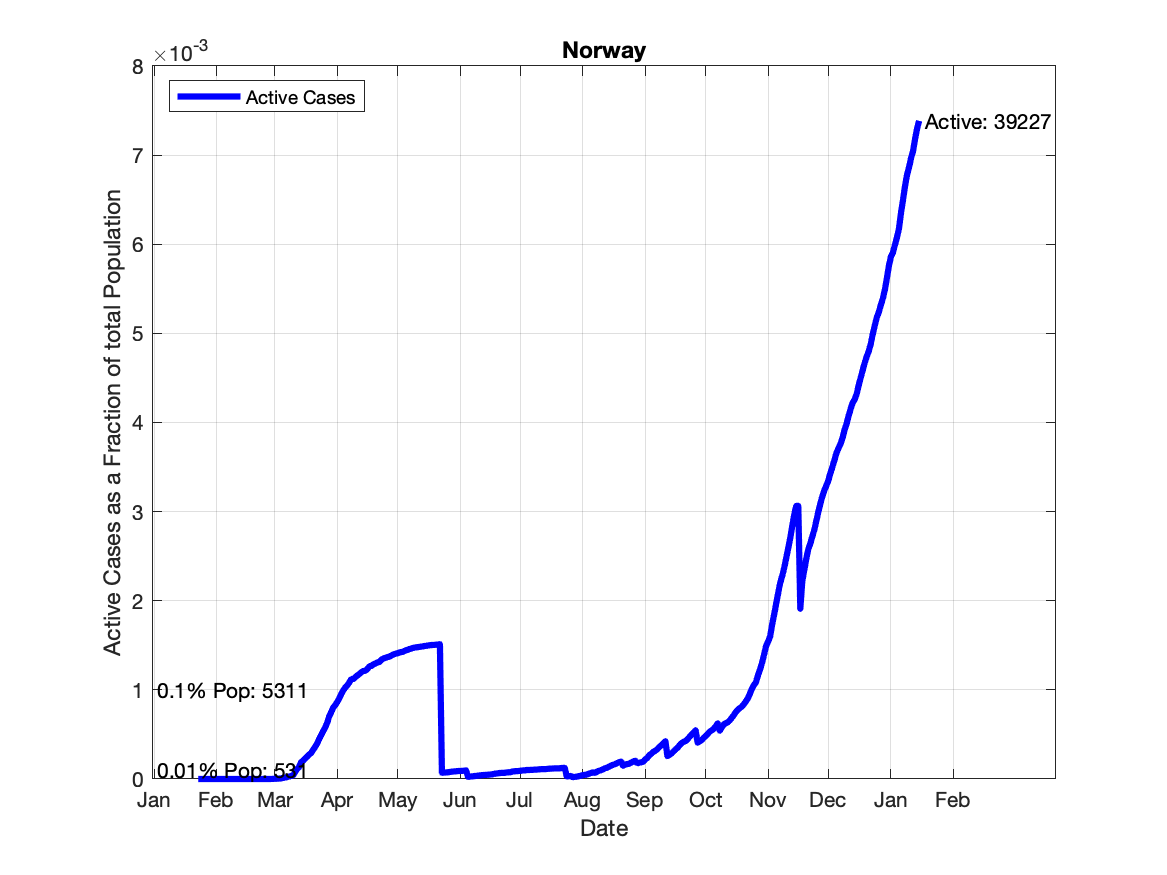 Norway
×10-3
Active Cases
8
7
6
5
4
3
2
1
0
Active Cases as a Fraction of total Population
Active: 39227
0.1% Pop: 5311
0.01% Pop: 531
Jan Feb Mar Apr May Jun Jul Aug Sep Oct Nov Dec Jan Feb
Date